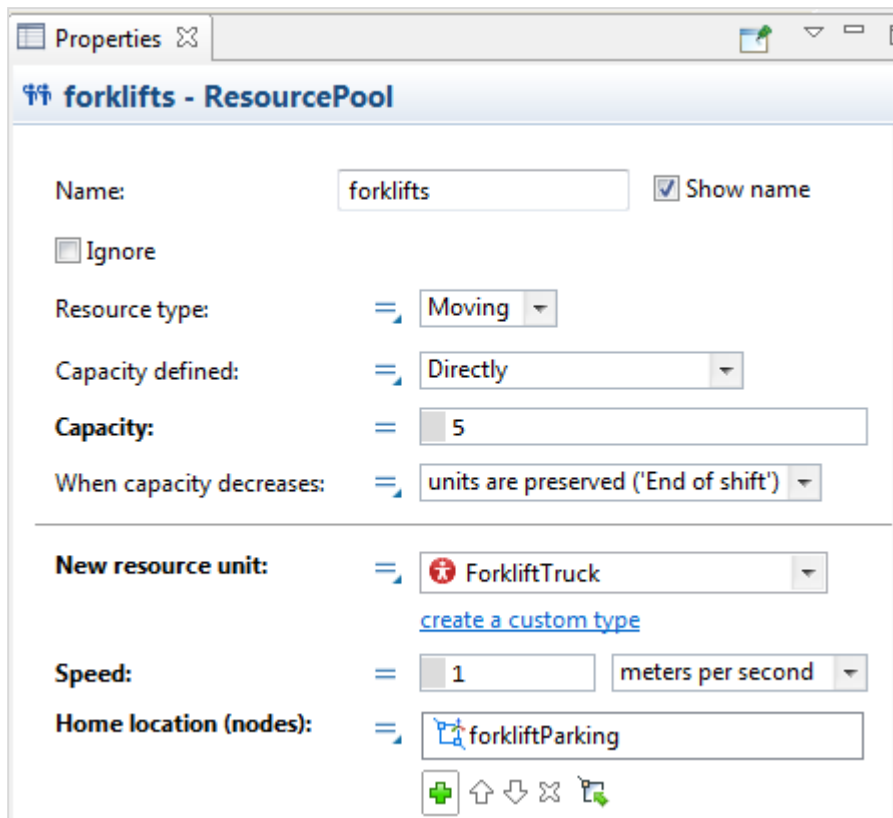 Properties
forklifts - ResourcePool
Name: forklifts Show name
Ignore
Resource type: Moving
Capacity defined: Directly
Capacity: 5
When capacity decreases: units are preserved ('End of shift')
New resource unit: ForkliftTruck
create a custom type
Speed: 1 meters per second
Home location (nodes): forkliftParking